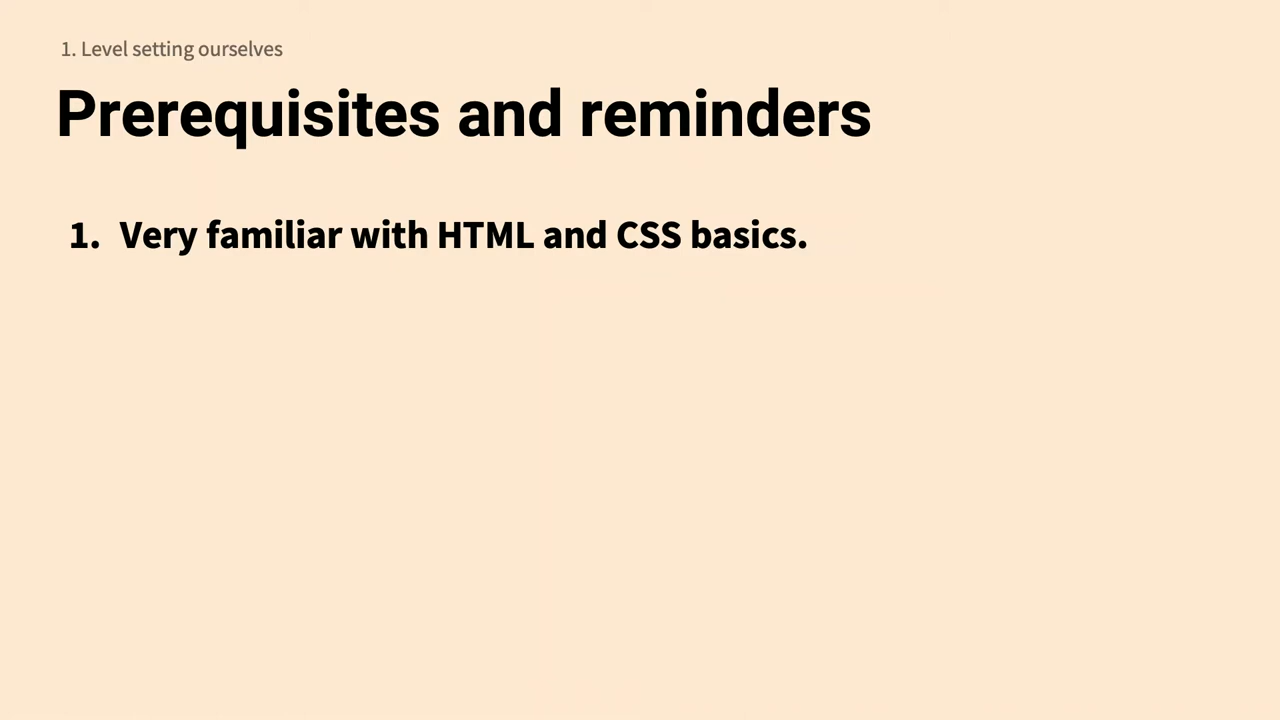 1. Level setting ourselves
Prerequisites and reminders
1. Very familiar with HTML and CSS basics.